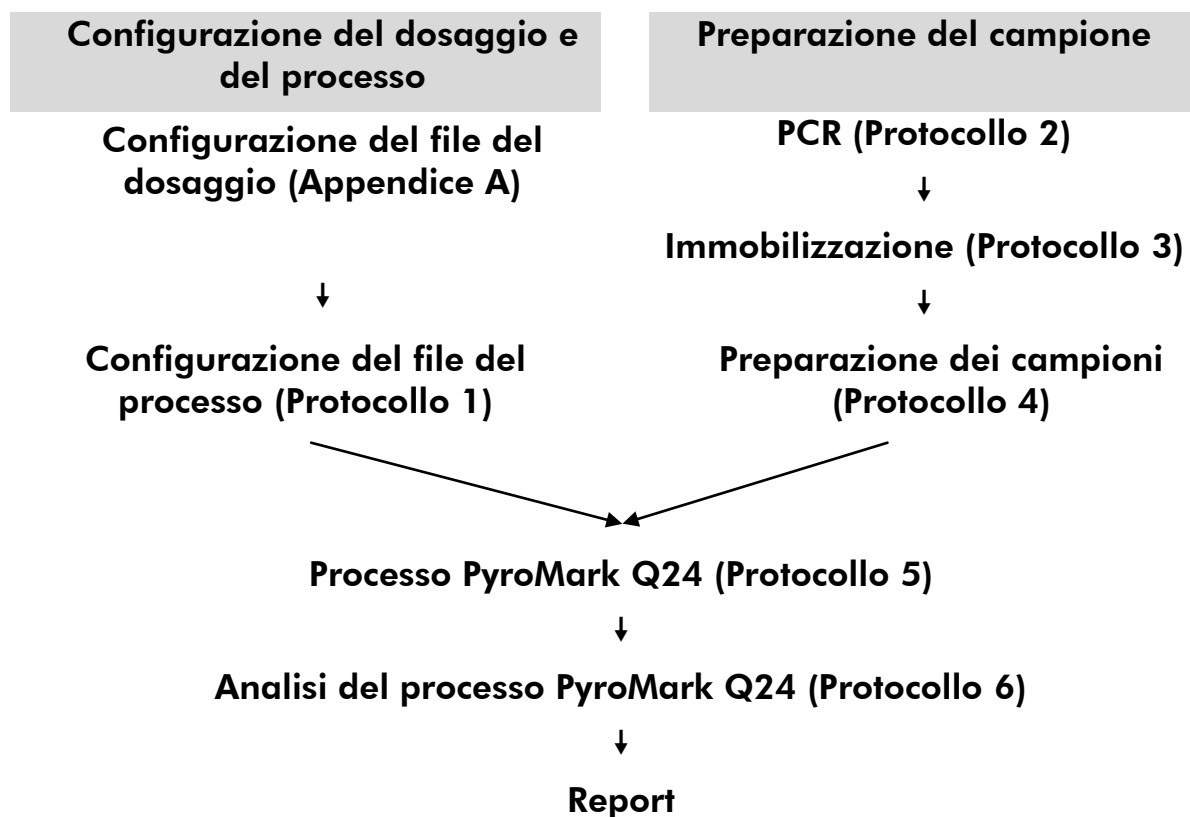 Configurazione del dosaggio e
del processo
Configurazione del file del
dosaggio (Appendice A)
Configurazione del file del
processo (Protocollo 1)
Preparazione del campione
PCR (Protocollo 2)
Immobilizzazione (Protocollo 3)
Preparazione dei campioni
(Protocollo 4)
Processo PyroMark Q24 (Protocollo 5)
Analisi del processo PyroMark Q24 (Protocollo 6)
Report